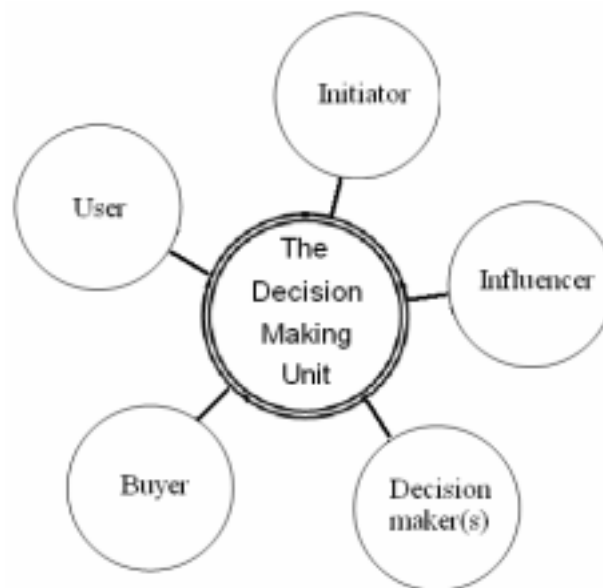 Initiator
User
The
Decision
Making
Unit
Influencer
Buyer
Decision
maker(s)